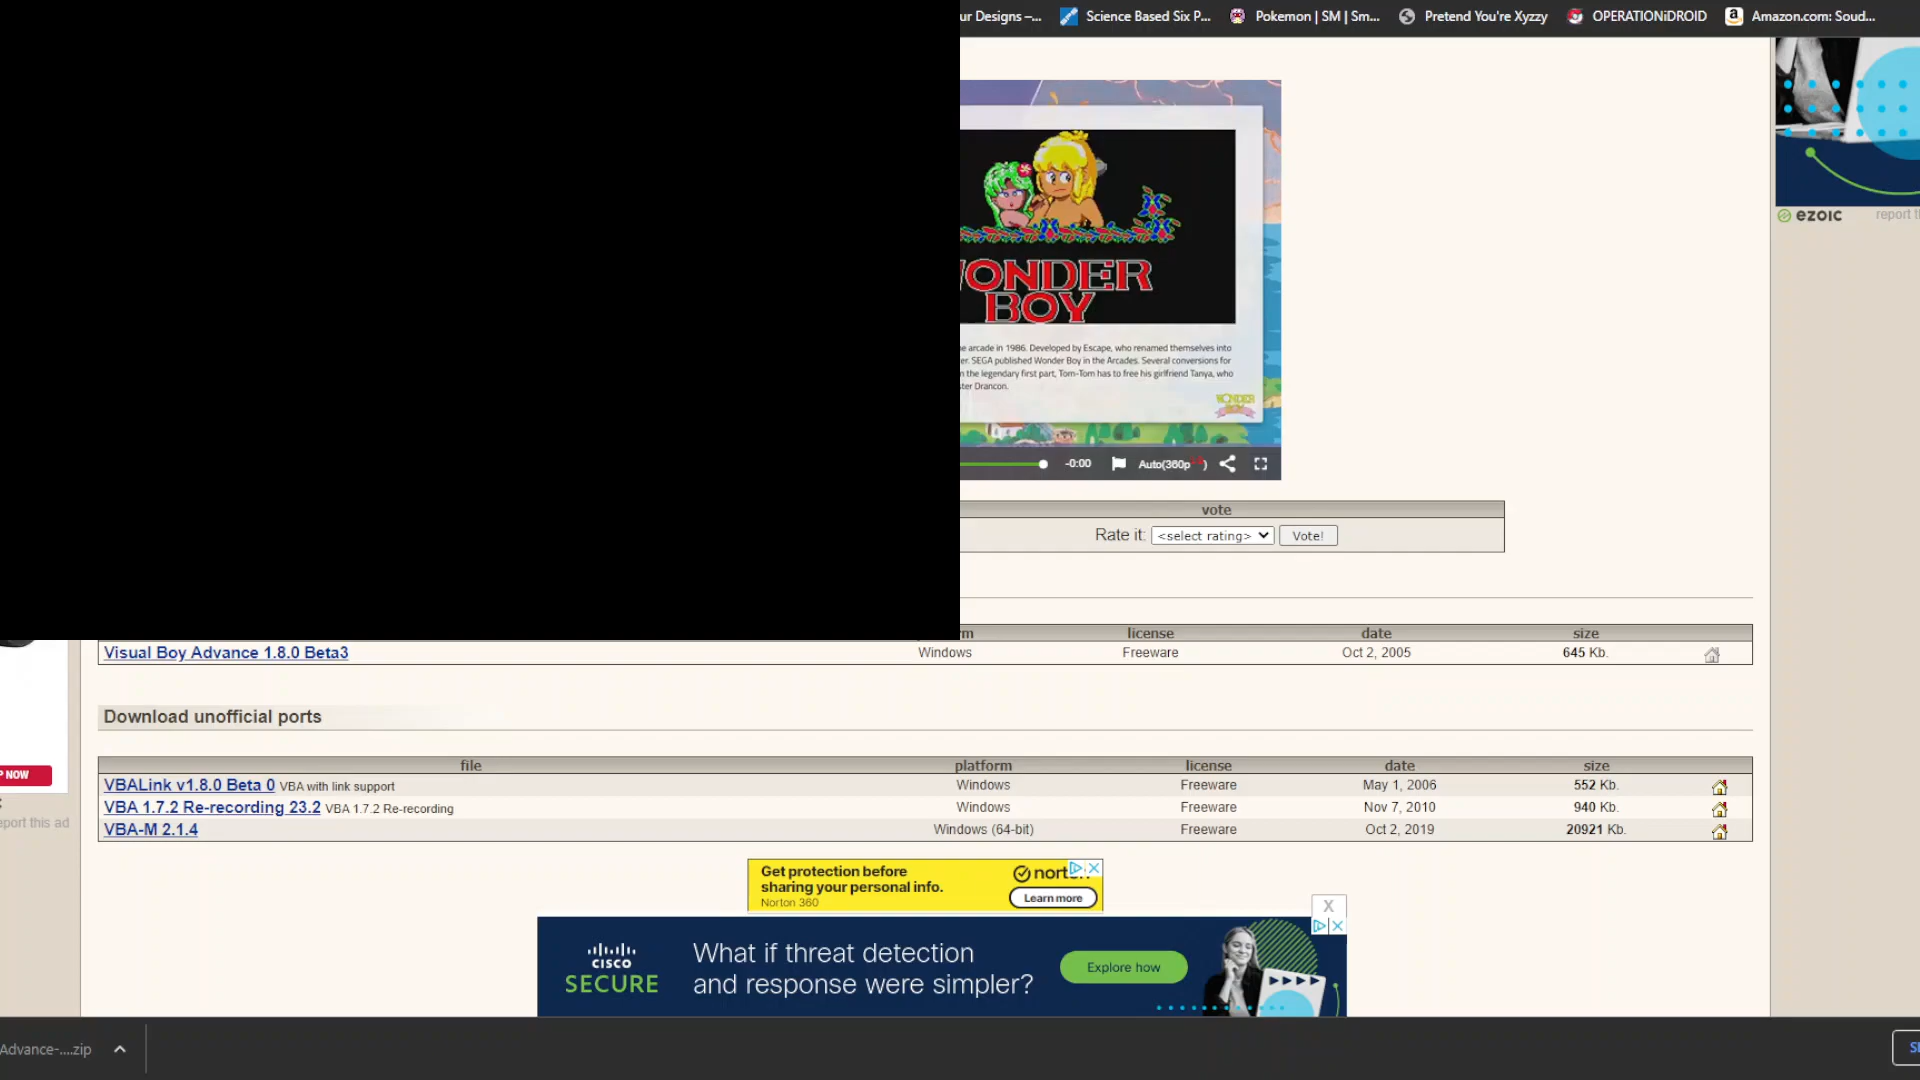 ur Designs –... Science Based Six P... Pokemon | SM | Sm... Pretend You're Xyzzy OPERATIONiDROID Amazon.com: Soud...
ezoic report t
ONDER
BOY
e arcade in 1986. Developed by Escape, who renamed themselves into
er. SEGA published Wonder Boy in the Arcades. Several conversions for
n the legendary first part, Tom-Tom has to free his girlfriend Tanya, who
ster Drancon.
WONDER
BOY
-0:00 Auto(360p)
vote
Rate it: <select rating> Vote!
m license date size
Visual Boy Advance 1.8.0 Beta3 Windows Freeware Oct 2, 2005 645 Kb.
Download unofficial ports
file platform license date size
P NOW
VBALink v1.8.0 Beta 0 VBA with link support Windows Freeware May 1, 2006 552 Kb.
VBA 1.7.2 Re-recording 23.2 VBA 1.7.2 Re-recording Windows Freeware Nov 7, 2010 940 Kb.
eport this ad
VBA-M 2.1.4 Windows (64-bit) Freeware Oct 2, 2019 20921 Kb.
Get protection before
sharing your personal info.
Norton 360
nort
Learn more
X
CISCO
SECURE
What if threat detection
and response were simpler?
Explore how
Advance-....zip